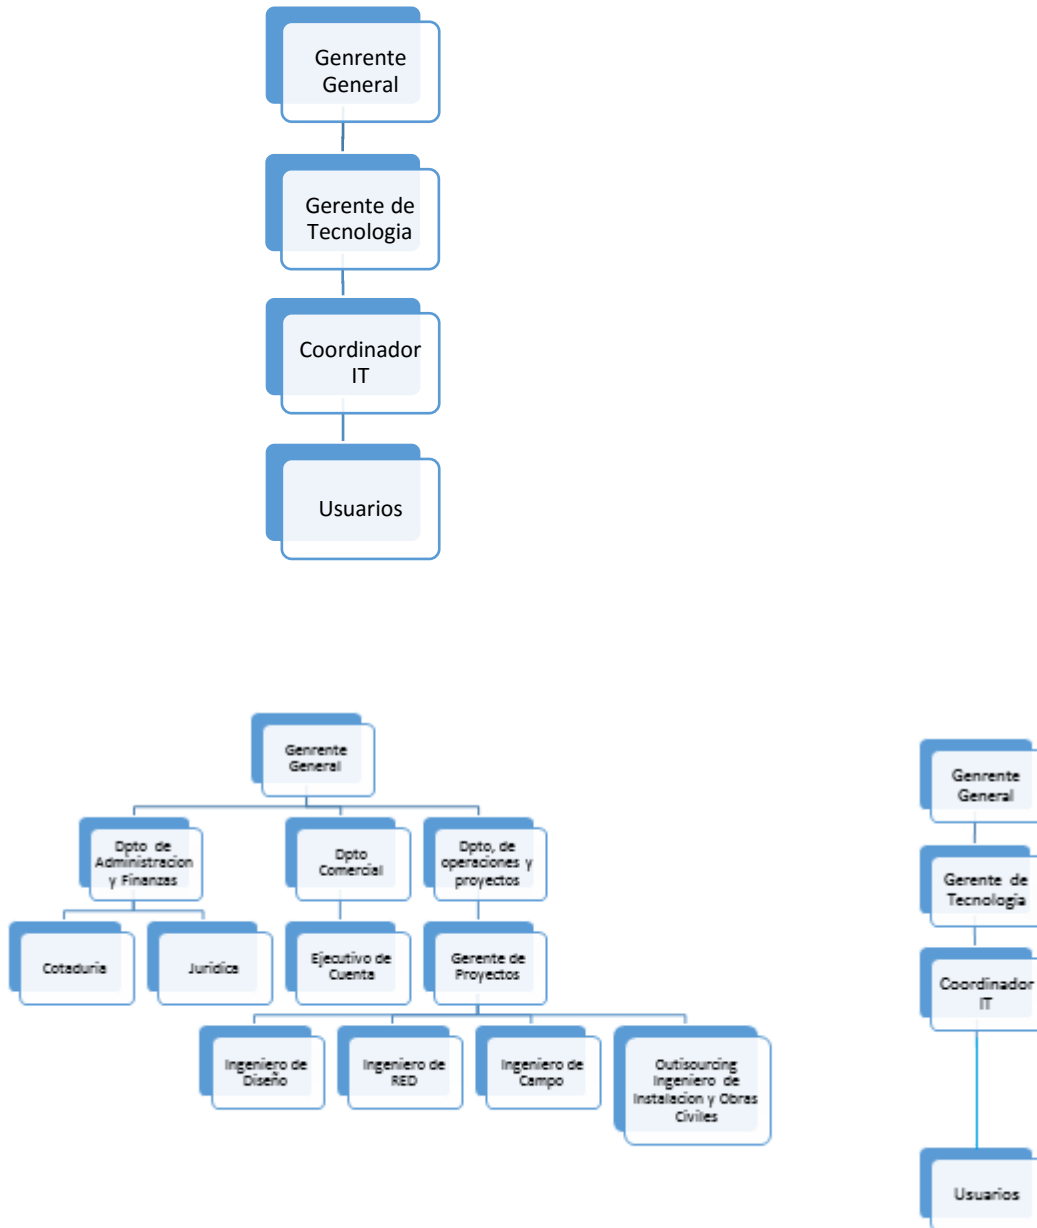 Genrente
General
Gerente de
Tecnologia
Coordinador
IT
Usuarios
Genrente
General
Dpto de
Administracion
y Finanzas
Dpto
Comercial
Dpto, de
operaciones y
proyectos
Cotaduria
Juridica
Ejecutivo de
Cuenta
Gerente de
Proyectos
Ingeniero de
Diseño
Ingeniero de
RED
Ingeniero de
Campo
Outisourcing
Ingeniero de
Instalacion y Obras
Civiles
Genrente
General
Gerente de
Tecnologia
Coordinador
IT
Usuarios